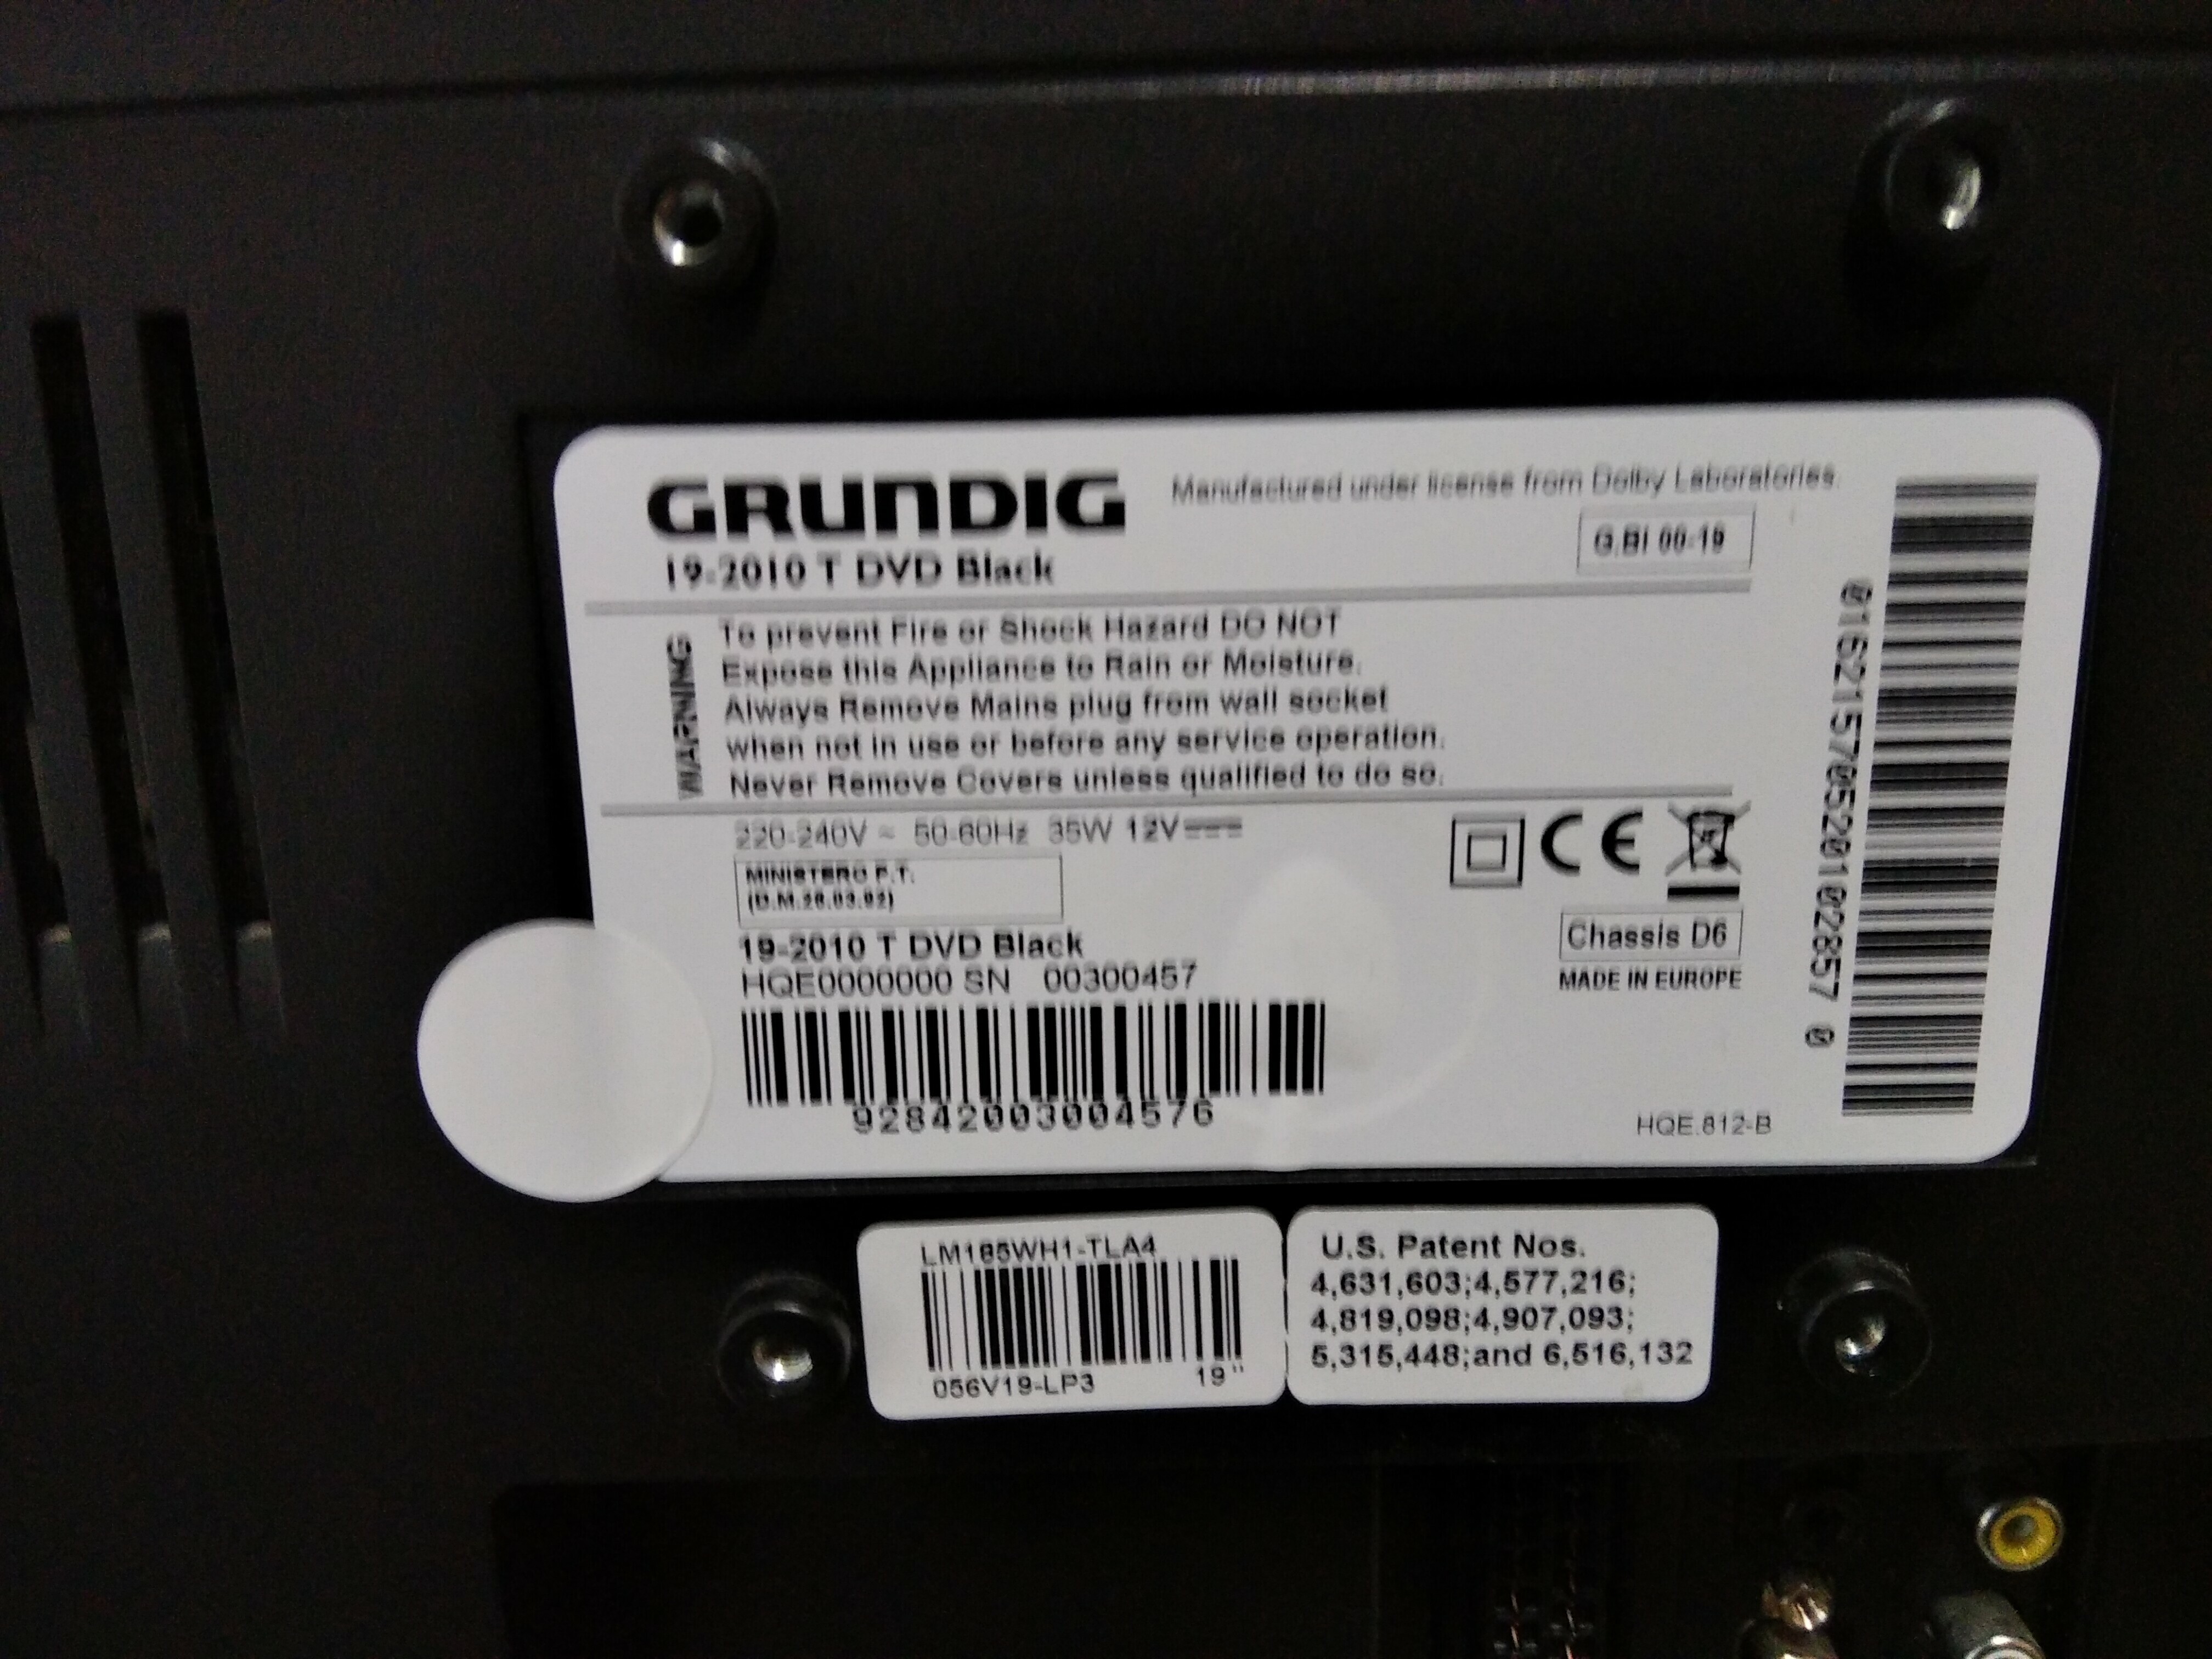 GRUNDIG
Manufactured under license from Dolby Laboratories.
19-2010 T DVD Black
G.BI 00-19
WARNING
To prevent Fire or Shock Hazard DO NOT
Expose this Appliance to Rain or Moisture.
Always Remove Mains plug from wall socket
when not in use or before any service operation.
Never Remove Covers unless qualified to do so.
220-240V ~ 50-60Hz 35W 12V
MINISTERO P.T.
(D.M.26.03.92)
CE
19-2010 T DVD Black
Chassis D6
HQE0000000 SN 00300457
MADE IN EUROPE
92842003004576
HQE.812-B
01621570520102857 0
LM185WH1-TLA4
056V19-LP3 19"
U.S. Patent Nos.
4,631,603;4,577,216;
4,819,098;4,907,093;
5,315,448;and 6,516,132